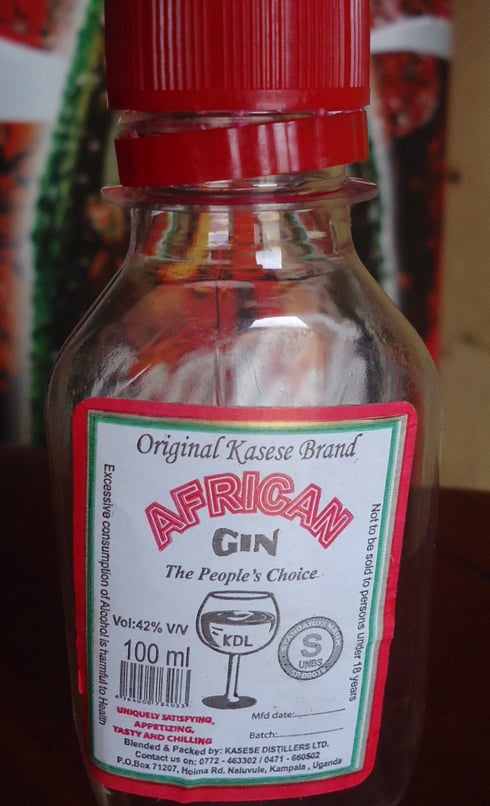 Original Kasese Brand
AFRICAN
GIN
The People's Choice
Excessive consumption of Alcohol is harmful to Health
Not to be sold to persons under 18 years
Vol:42% V/V
100 ml
KDL
S
UNBS
UNIQUELY SATISFYING,
APPETIZING,
TASTY AND CHILLING
Mfd date:
Batch:
Blended & Packed by: KASESE DISTILLERS LTD.
Contact us on: 0772 - 463302 / 0471 - 660502
P.O.Box 71207, Hoima Rd. Naluvule, Kampala, Uganda